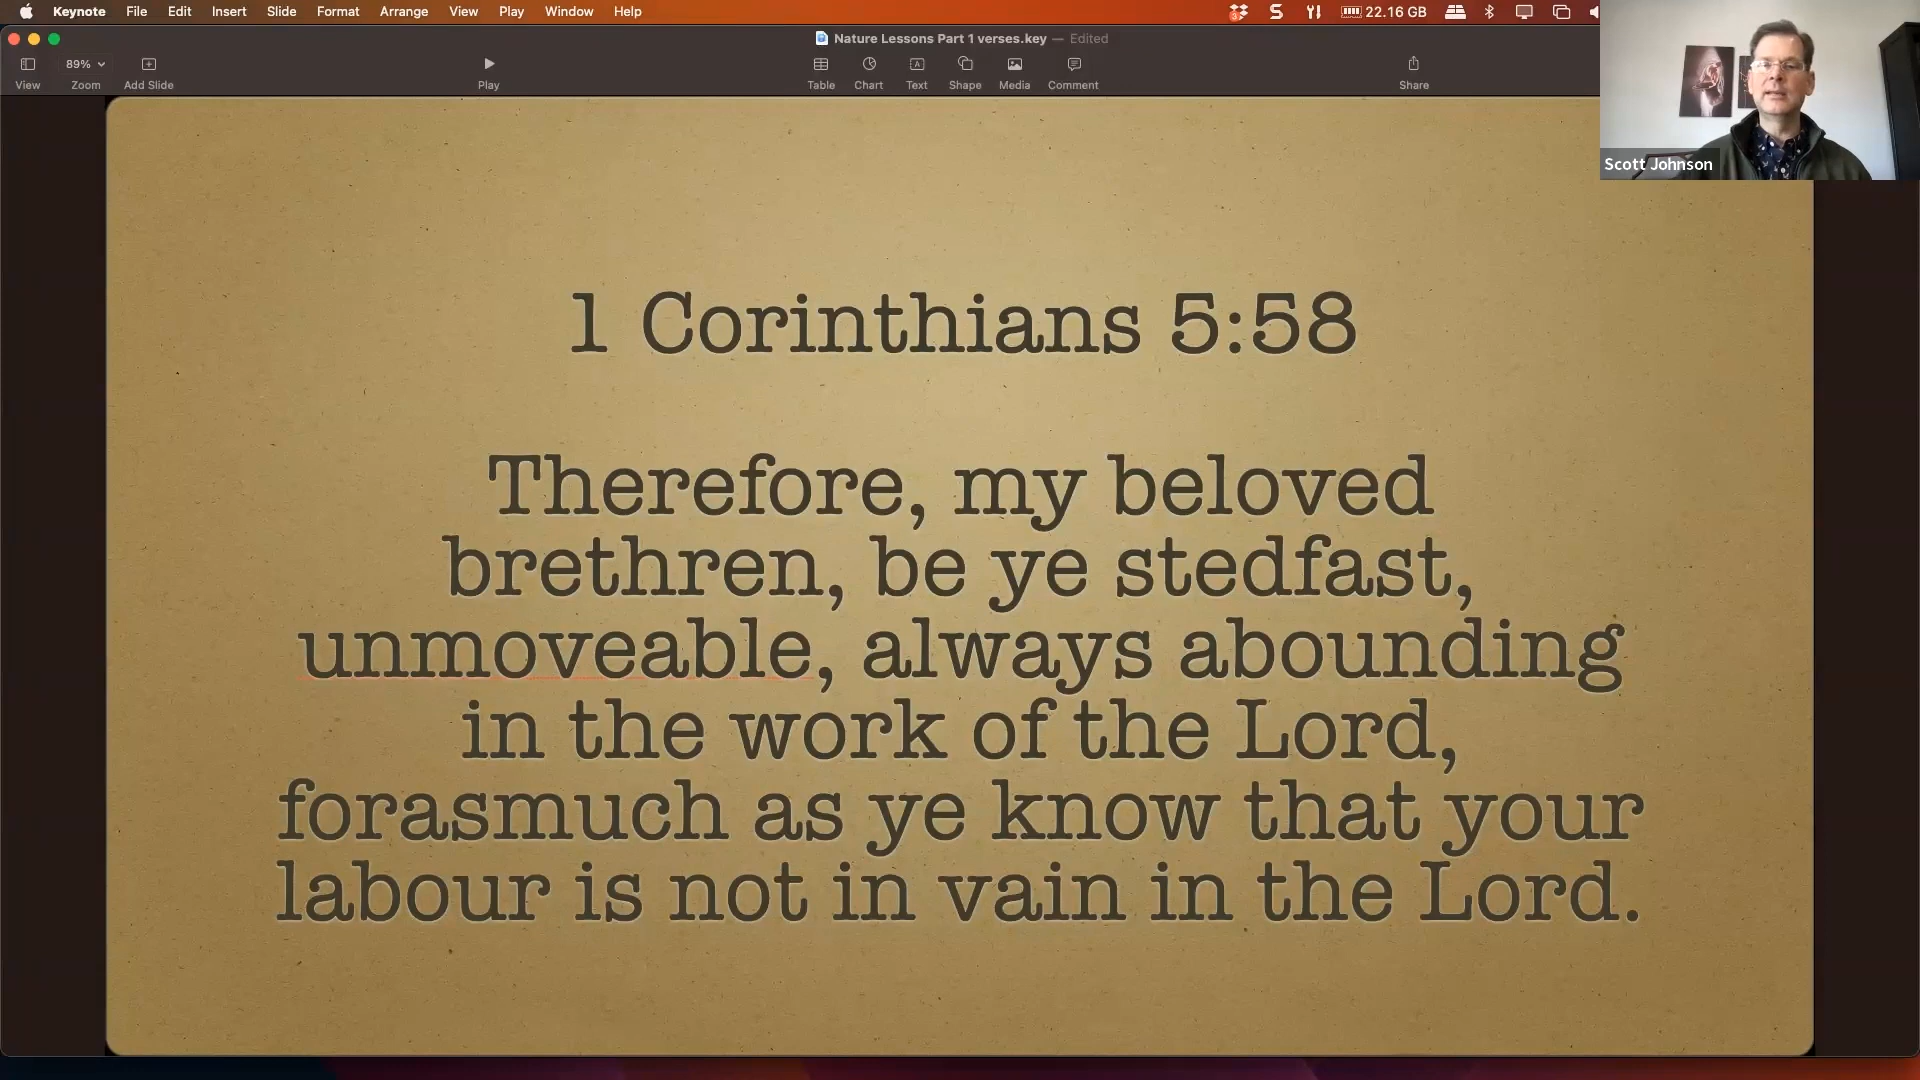 Keynote File Edit Insert Slide Format Arrange View Play Window Help 22.16 GB
Nature Lessons Part 1 verses.key — Edited
89%
View Zoom Add Slide Play Table Chart Text Shape Media Comment Share
Scott Johnson
1 Corinthians 5:58
Therefore, my beloved
brethren, be ye stedfast,
unmoveable, always abounding
in the work of the Lord,
forasmuch as ye know that your
labour is not in vain in the Lord.